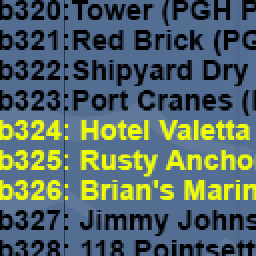 b320:Tower (PGH P
b321:Red Brick (PG
b322:Shipyard Dry
b323:Port Cranes (
b324: Hotel Valetta
b325: Rusty Ancho
b326: Brian's Marin
b327: Jimmy Johns
b328: 118 Pointsett